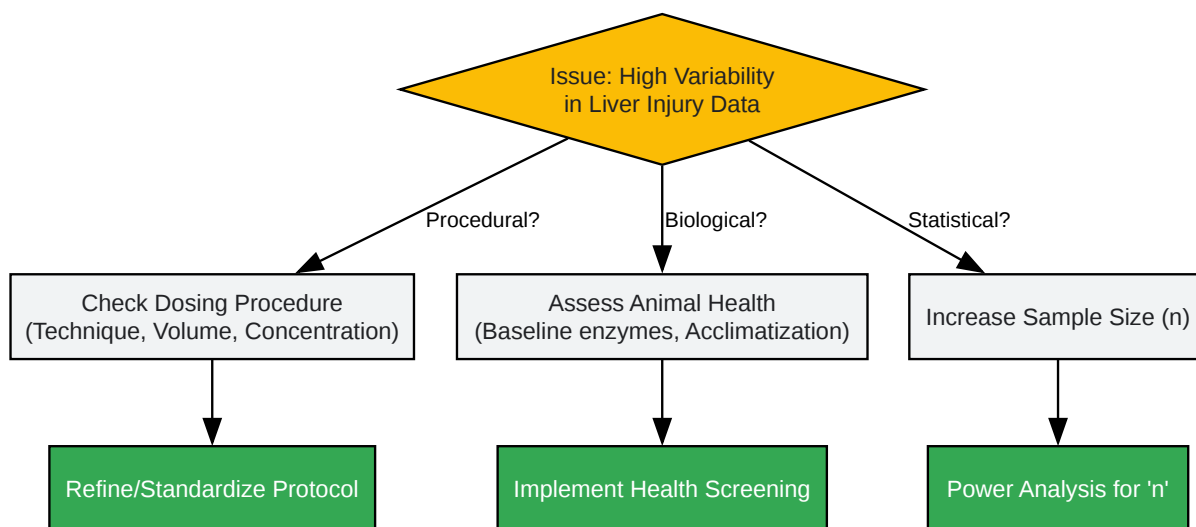 Issue: High Variability
in Liver Injury Data
Procedural?
Biological?
Statistical?
Check Dosing Procedure
(Technique, Volume, Concentration)
Assess Animal Health
(Baseline enzymes, Acclimatization)
Increase Sample Size (n)
Refine/Standardize Protocol
Implement Health Screening
Power Analysis for 'n'